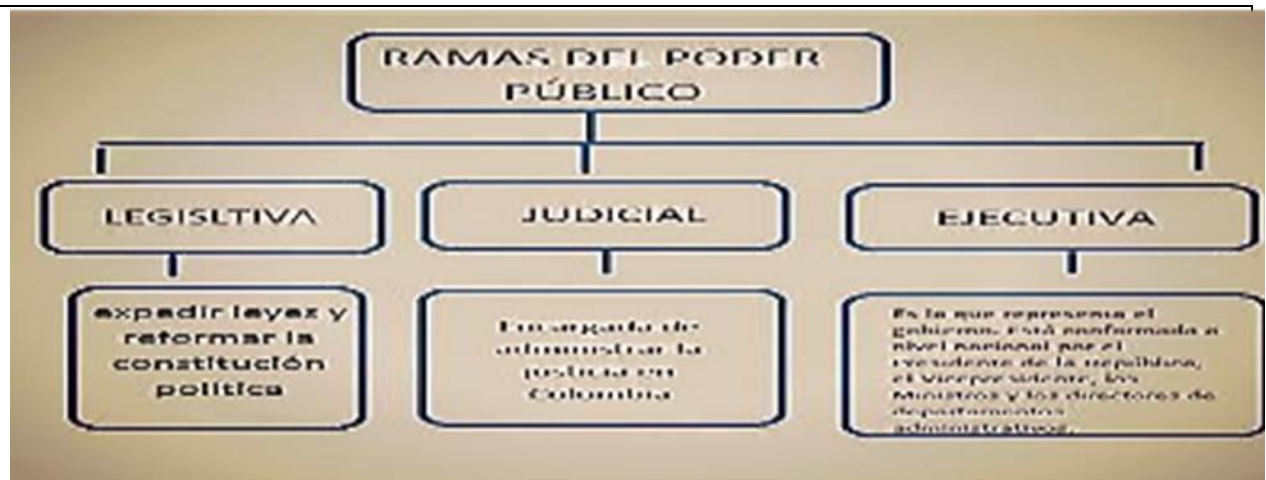 RAMAS DEL PODER
PÚBLICO
LEGISLTIVA
JUDICIAL
EJECUTIVA
expedir leyes y
reformar la
constitución
política
Encargada de
administrar la
justicia en
Colombia
Es la que representa el
gobierno. Está conformada a
nivel nacional por el
Presidente de la República,
el Vicepresidente, los
Ministros y los directores de
departamentos
administrativos.